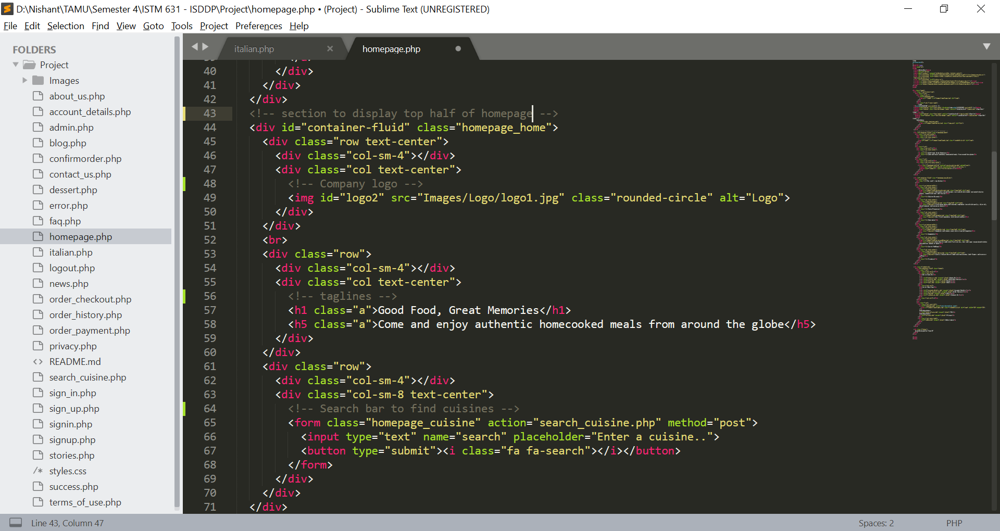 D:\Nishant\TAMU\Semester 4\ISTM 631 - ISDDP\Project\homepage.php • (Project) - Sublime Text (UNREGISTERED)
File Edit Selection Find View Goto Tools Project Preferences Help
FOLDERS
Project
Images
about_us.php
account_details.php
admin.php
blog.php
confirmorder.php
contact_us.php
dessert.php
error.php
faq.php
homepage.php
italian.php
logout.php
news.php
order_checkout.php
order_history.php
order_payment.php
privacy.php
README.md
search_cuisine.php
sign_in.php
sign_up.php
signin.php
signup.php
stories.php
/* styles.css
success.php
terms_of_use.php
italian.php × homepage.php
40 </div>
41 </div>
42 </div>
43 <!-- section to display top half of homepage -->
44 <div id="container-fluid" class="homepage_home">
45 <div class="row text-center">
46 <div class="col-sm-4"></div>
47 <div class="col text-center">
48 <!-- Company logo -->
49 <img id="logo2" src="Images/Logo/logo1.jpg" class="rounded-circle" alt="Logo">
50 </div>
51 </div>
52 <br>
53 <div class="row">
54 <div class="col-sm-4"></div>
55 <div class="col text-center">
56 <!-- taglines -->
57 <h1 class="a">Good Food, Great Memories</h1>
58 <h5 class="a">Come and enjoy authentic homecooked meals from around the globe</h5>
59 </div>
60 </div>
61 <div class="row">
62 <div class="col-sm-4"></div>
63 <div class="col-sm-8 text-center">
64 <!-- Search bar to find cuisines -->
65 <form class="homepage_cuisine" action="search_cuisine.php" method="post">
66 <input type="text" name="search" placeholder="Enter a cuisine..">
67 <button type="submit"><i class="fa fa-search"></i></button>
68 </form>
69 </div>
70 </div>
71 </div>
Line 43, Column 47
Spaces: 2
PHP